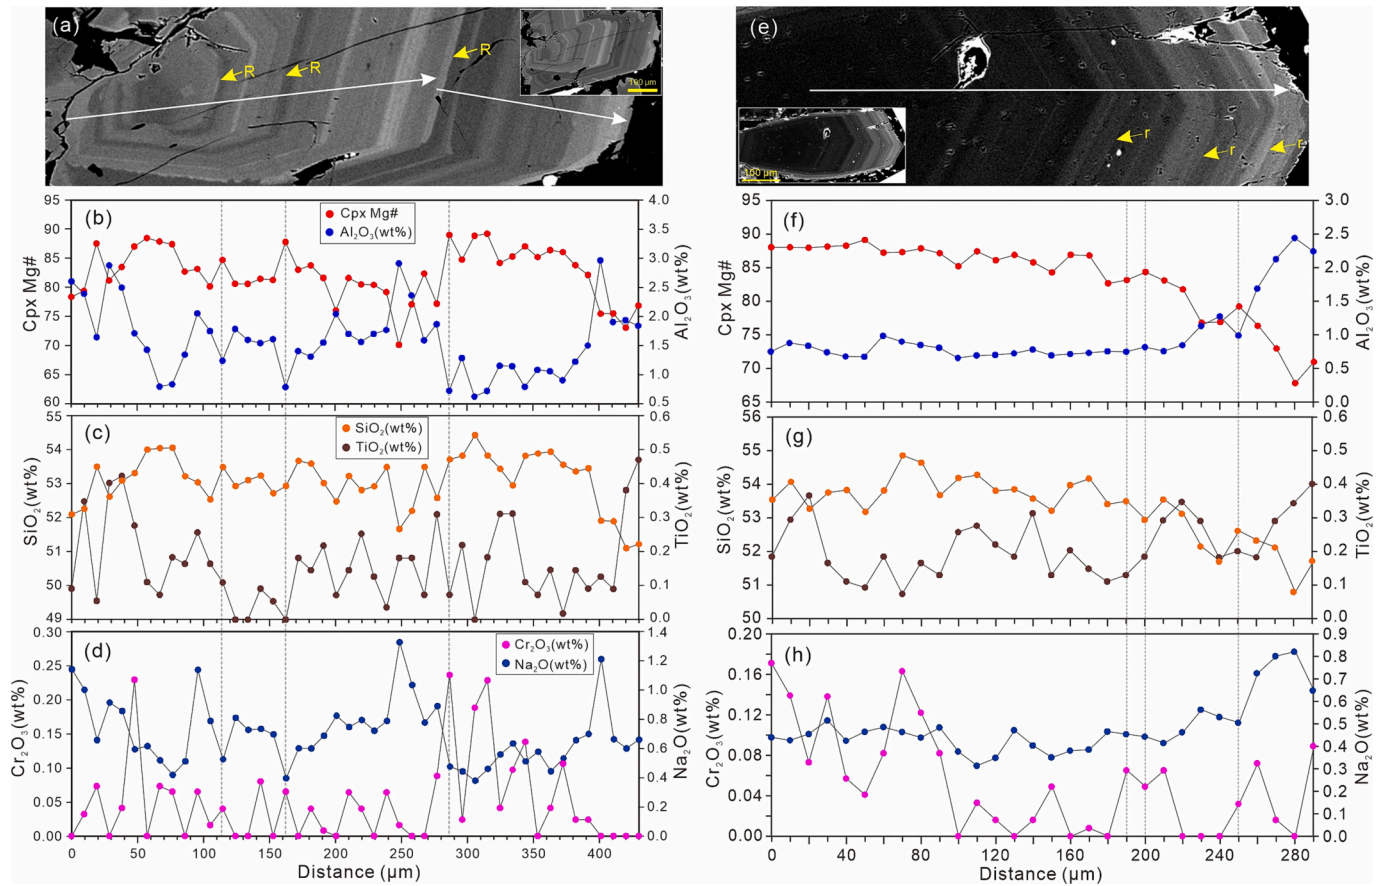 (a)
R
R
R
100 μm
(e)
r
r
r
100 μm
(b)
Cpx Mg#
Al₂O₃(wt%)
95
90
85
80
75
70
65
60
Cpx Mg#
4.0
3.5
3.0
2.5
2.0
1.5
1.0
0.5
Al₂O₃(wt%)
(f)
95
90
85
80
75
70
65
Cpx Mg#
3.0
2.5
2.0
1.5
1.0
0.5
0.0
Al₂O₃(wt%)
(c)
SiO₂(wt%)
TiO₂(wt%)
55
54
53
52
51
50
49
SiO₂(wt%)
0.6
0.5
0.4
0.3
0.2
0.1
0.0
TiO₂(wt%)
(g)
56
55
54
53
52
51
50
SiO₂(wt%)
0.6
0.5
0.4
0.3
0.2
0.1
0.0
TiO₂(wt%)
(d)
Cr₂O₃(wt%)
Na₂O(wt%)
0.30
0.25
0.20
0.15
0.10
0.05
0.00
Cr₂O₃(wt%)
1.4
1.2
1.0
0.8
0.6
0.4
0.2
0.0
Na₂O(wt%)
0 50 100 150 200 250 300 350 400
Distance (μm)
(h)
0.20
0.16
0.12
0.08
0.04
0.00
Cr₂O₃(wt%)
0.9
0.8
0.7
0.6
0.5
0.4
0.3
0.2
0.1
0.0
Na₂O(wt%)
0 40 80 120 160 200 240 280
Distance (μm)